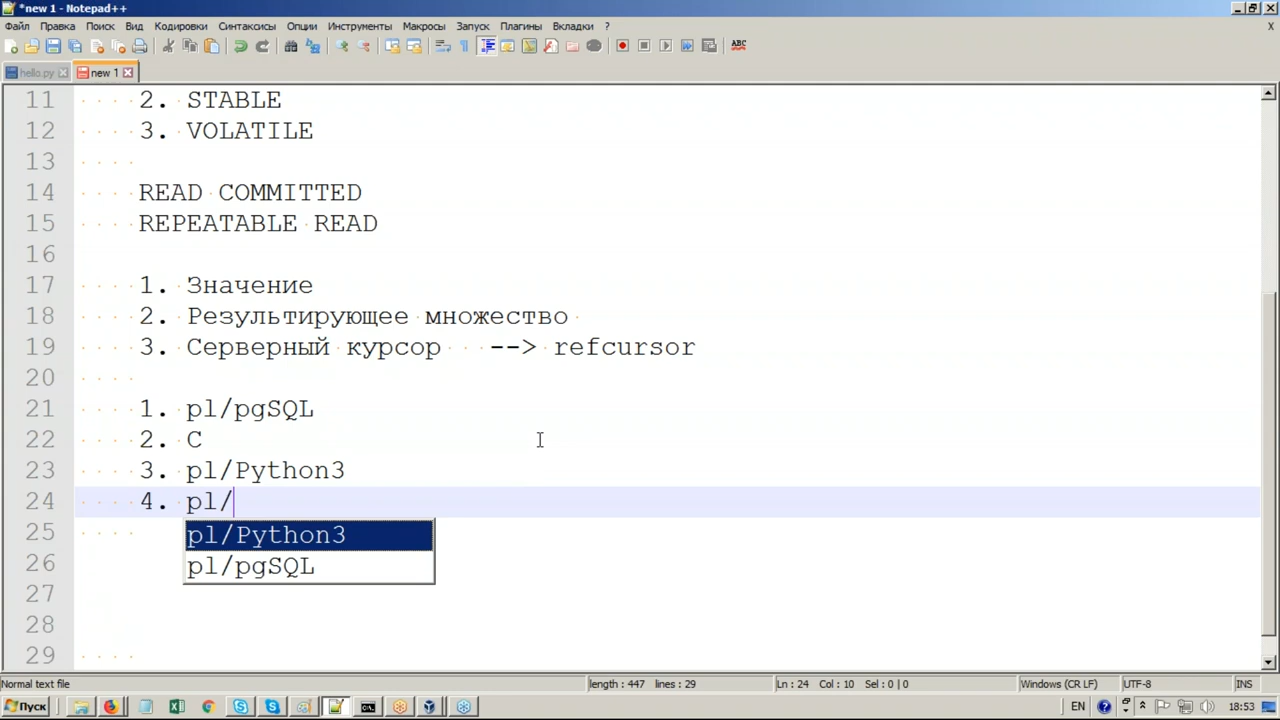 *new 1 - Notepad++
Файл Правка Поиск Вид Кодировки Синтаксисы Опции Инструменты Макросы Запуск Плагины Вкладки ?
X
ABC
hello.py new 1
11 2. STABLE
12 3. VOLATILE
13
14 READ COMMITTED
15 REPEATABLE READ
16
17 1. Значение
18 2. Результирующее множество
19 3. Серверный курсор --> refcursor
20
21 1. pl/pgSQL
22 2. C
23 3. pl/Python3
24 4. pl/
25 pl/Python3
26 pl/pgSQL
27
28
29
Normal text file length : 447 lines : 29 Ln : 24 Col : 10 Sel : 0 | 0 Windows (CR LF) UTF-8 INS
Пуск EN 18:53